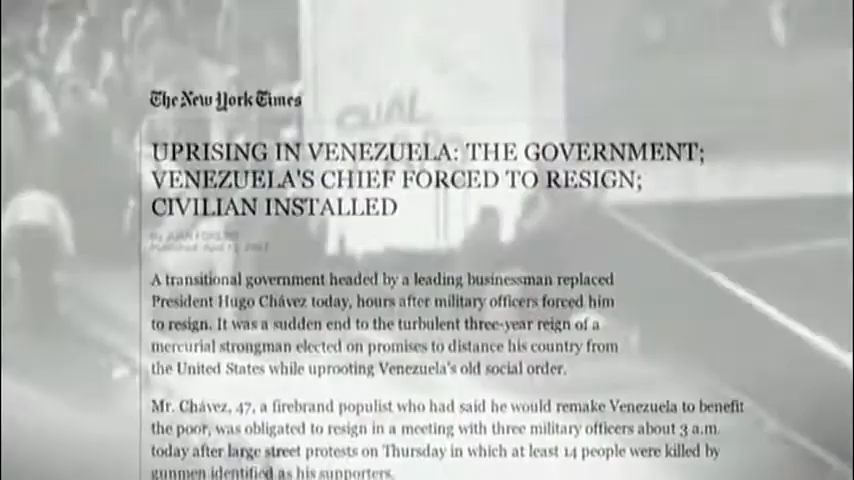 CUAL
The New York Times
UPRISING IN VENEZUELA: THE GOVERNMENT;
VENEZUELA'S CHIEF FORCED TO RESIGN;
CIVILIAN INSTALLED
A transitional government headed by a leading businessman replaced
President Hugo Chávez today, hours after military officers forced him
to resign. It was a sudden end to the turbulent three-year reign of a
mercurial strongman elected on promises to distance his country from
the United States while uprooting Venezuela's old social order.
Mr. Chávez, 47, a firebrand populist who had said he would remake Venezuela to benefit
the poor, was obligated to resign in a meeting with three military officers about 3 a.m.
today after large street protests on Thursday in which at least 14 people were killed by
gunmen identified as his supporters.